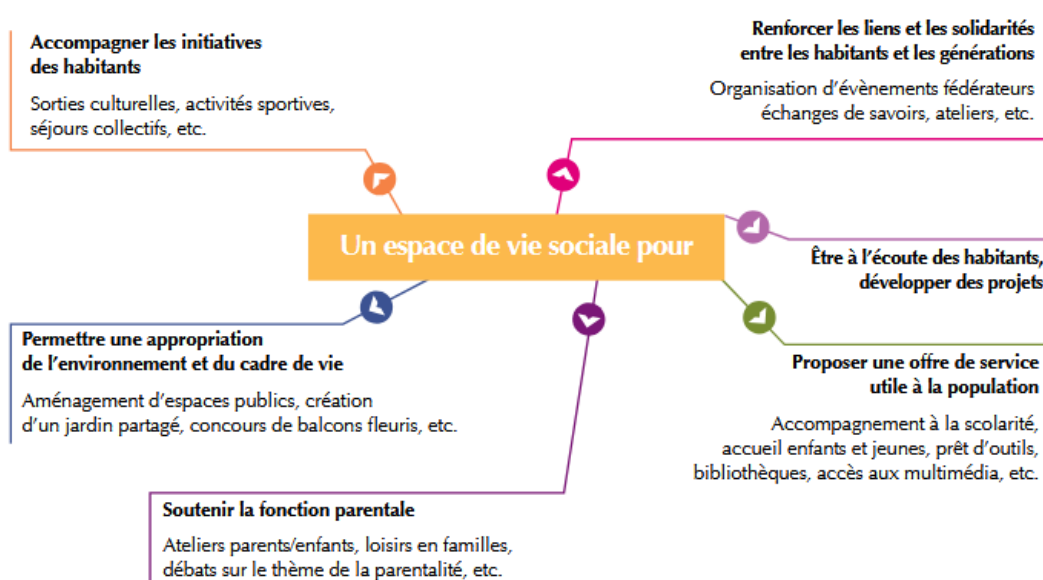 Accompagner les initiatives
des habitants
Sorties culturelles, activités sportives,
séjours collectifs, etc.
Renforcer les liens et les solidarités
entre les habitants et les générations
Organisation d'évènements fédérateurs
échanges de savoirs, ateliers, etc.
Un espace de vie sociale pour
Être à l'écoute des habitants,
développer des projets
Permettre une appropriation
de l'environnement et du cadre de vie
Aménagement d'espaces publics, création
d'un jardin partagé, concours de balcons fleuris, etc.
Proposer une offre de service
utile à la population
Accompagnement à la scolarité,
accueil enfants et jeunes, prêt d'outils,
bibliothèques, accès aux multimédia, etc.
Soutenir la fonction parentale
Ateliers parents/enfants, loisirs en familles,
débats sur le thème de la parentalité, etc.